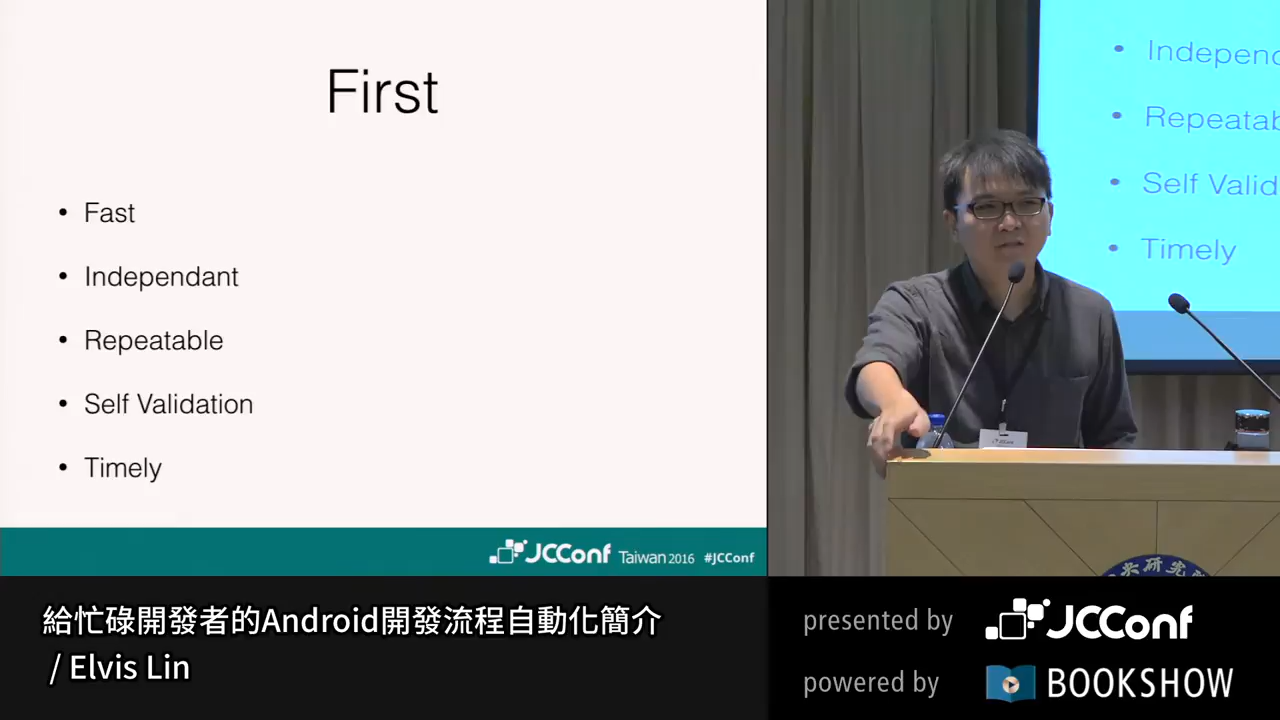 First
• Fast
• Independant
• Repeatable
• Self Validation
• Timely
JCConf Taiwan 2016 #JCConf
• Independ
• Repeatab
• Self Valid
• Timely
給忙碌開發者的Android開發流程自動化簡介
/ Elvis Lin
presented by JCConf
powered by BOOKSHOW